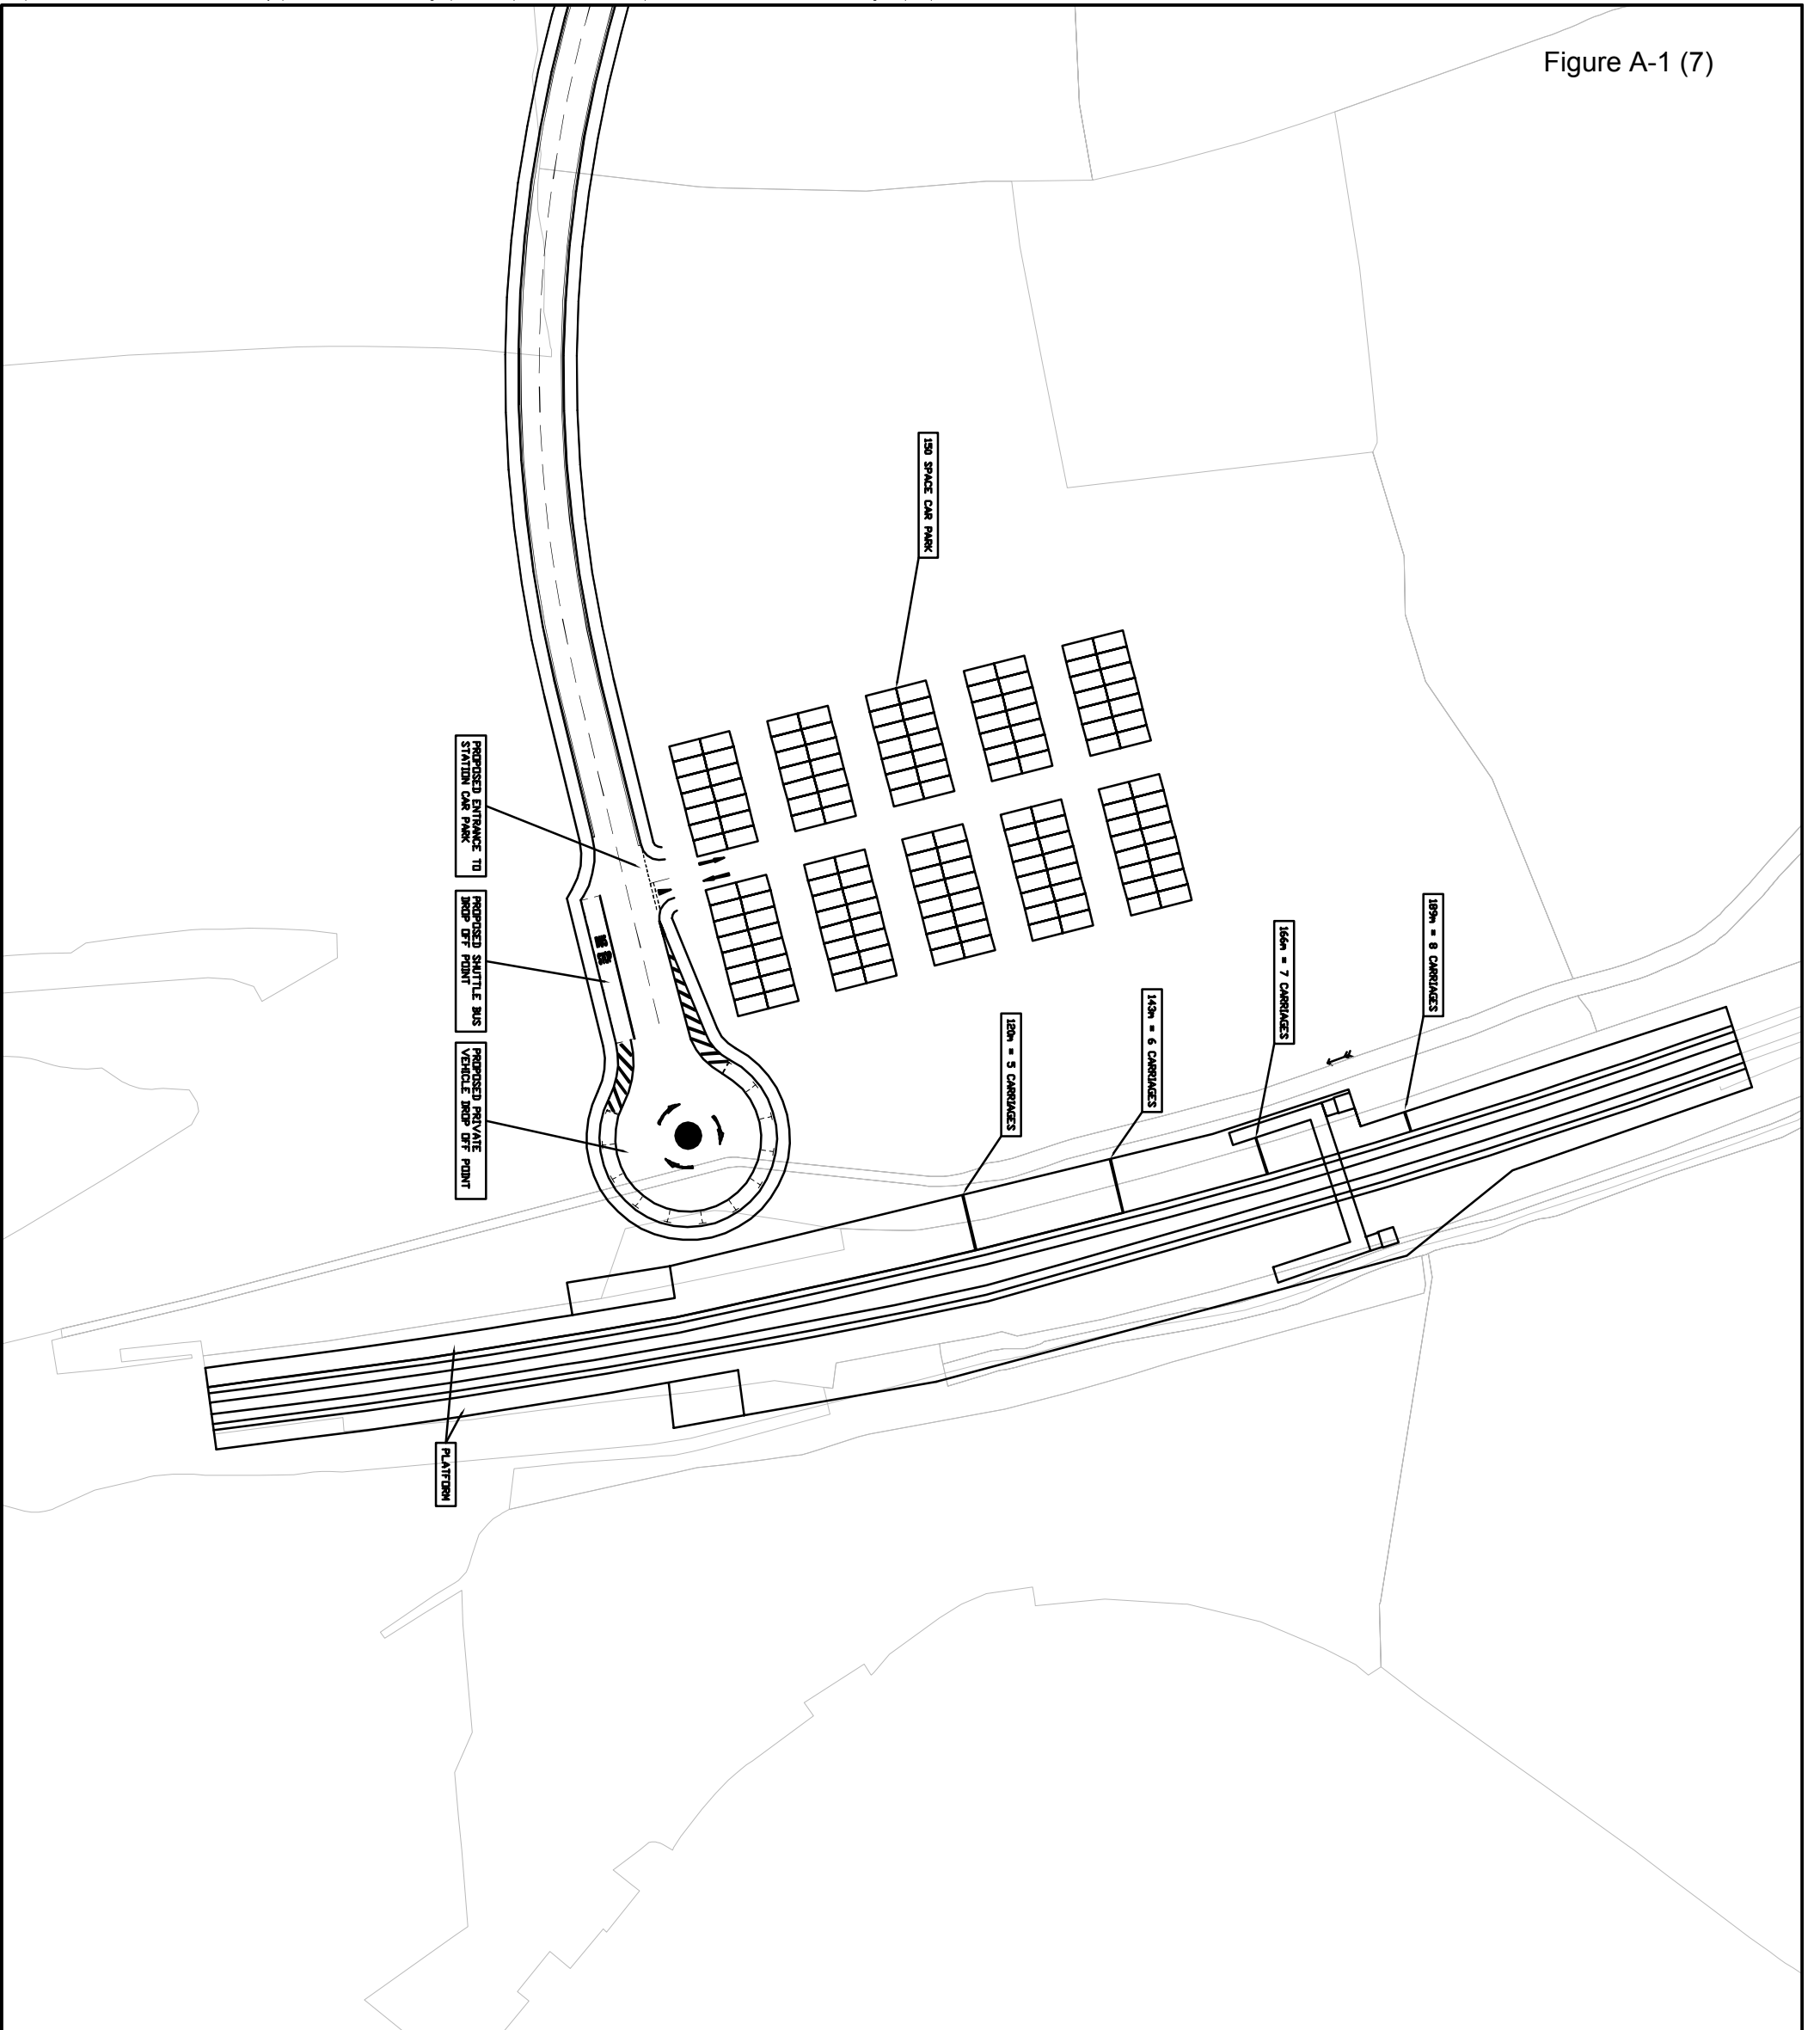 Figure A-1 (7)
150 SPACE CAR PARK
189m = 8 CARRIAGES
166m = 7 CARRIAGES
143m = 6 CARRIAGES
120m = 5 CARRIAGES
PROPOSED ENTRANCE TO
STATION CAR PARK
PROPOSED SHUTTLE BUS
DROP OFF POINT
PROPOSED PRIVATE
VEHICLE DROP OFF POINT
PLATFORM